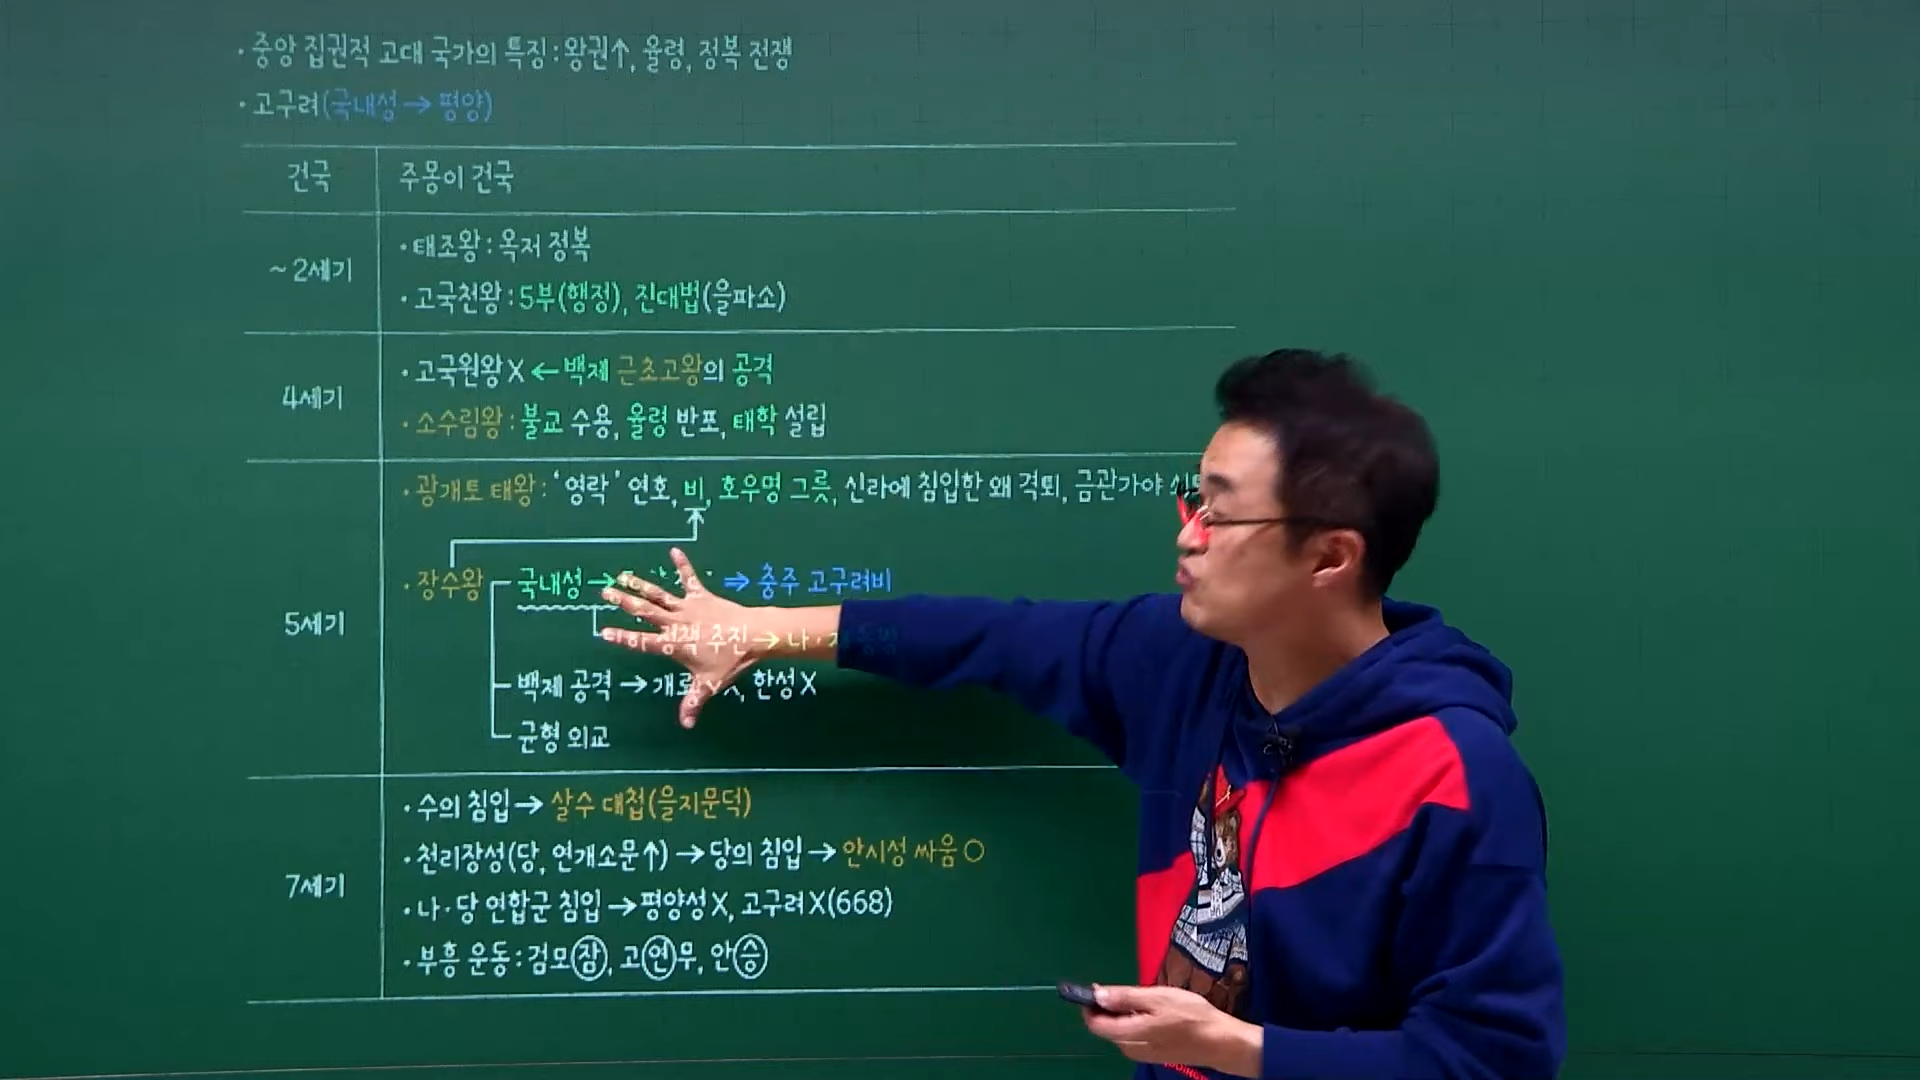 · 중앙 집권적 고대 국가의 특징 : 왕권↑, 율령, 정복 전쟁
· 고구려(국내성 → 평양)
건국 주몽이 건국
~2세기
· 태조왕 : 옥저 정복
· 고국천왕 : 5부(행정), 진대법(을파소)
4세기
· 고국원왕X ← 백제 근초고왕의 공격
· 소수림왕 : 불교 수용, 율령 반포, 태학 설립
5세기
· 광개토 태왕 : '영락' 연호, 비, 호우명 그릇, 신라에 침입한 왜 격퇴, 금관가야
· 장수왕 국내성 → ⇒ 충주 고구려비
정책 추진 → 나·제 동맹
백제 공격 → X, 한성X
균형 외교
7세기
· 수의 침입 → 살수 대첩(을지문덕)
· 천리장성(당, 연개소문↑) → 당의 침입 → 안시성 싸움 ○
· 나·당 연합군 침입 → 평양성X, 고구려X(668)
· 부흥 운동 : 검모잠, 고연무, 안승